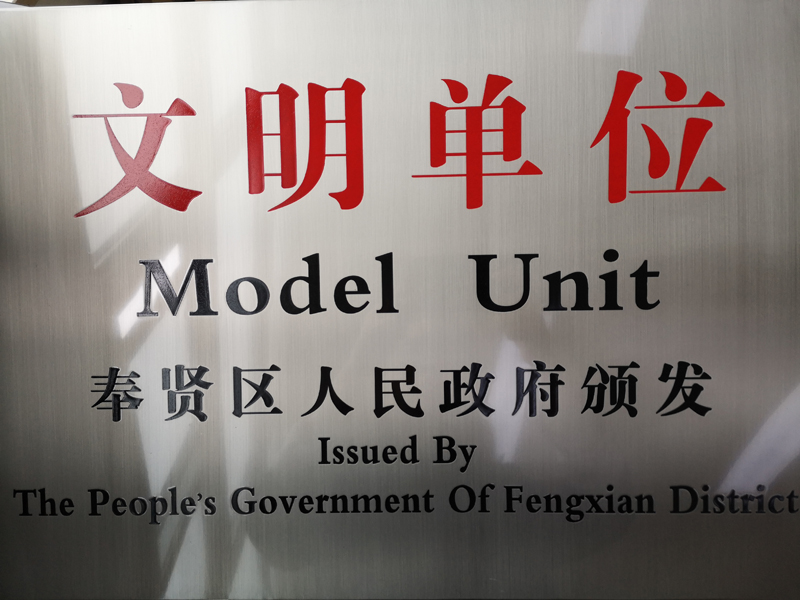 文明单位
Model Unit
奉贤区人民政府颁发
Issued By
The People's Government Of Fengxian District